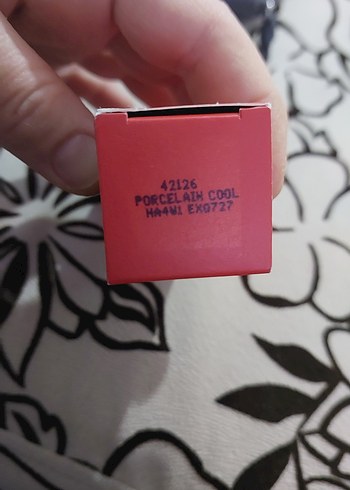 42126
PORCELAIN COOL
HA4W1 EX0727